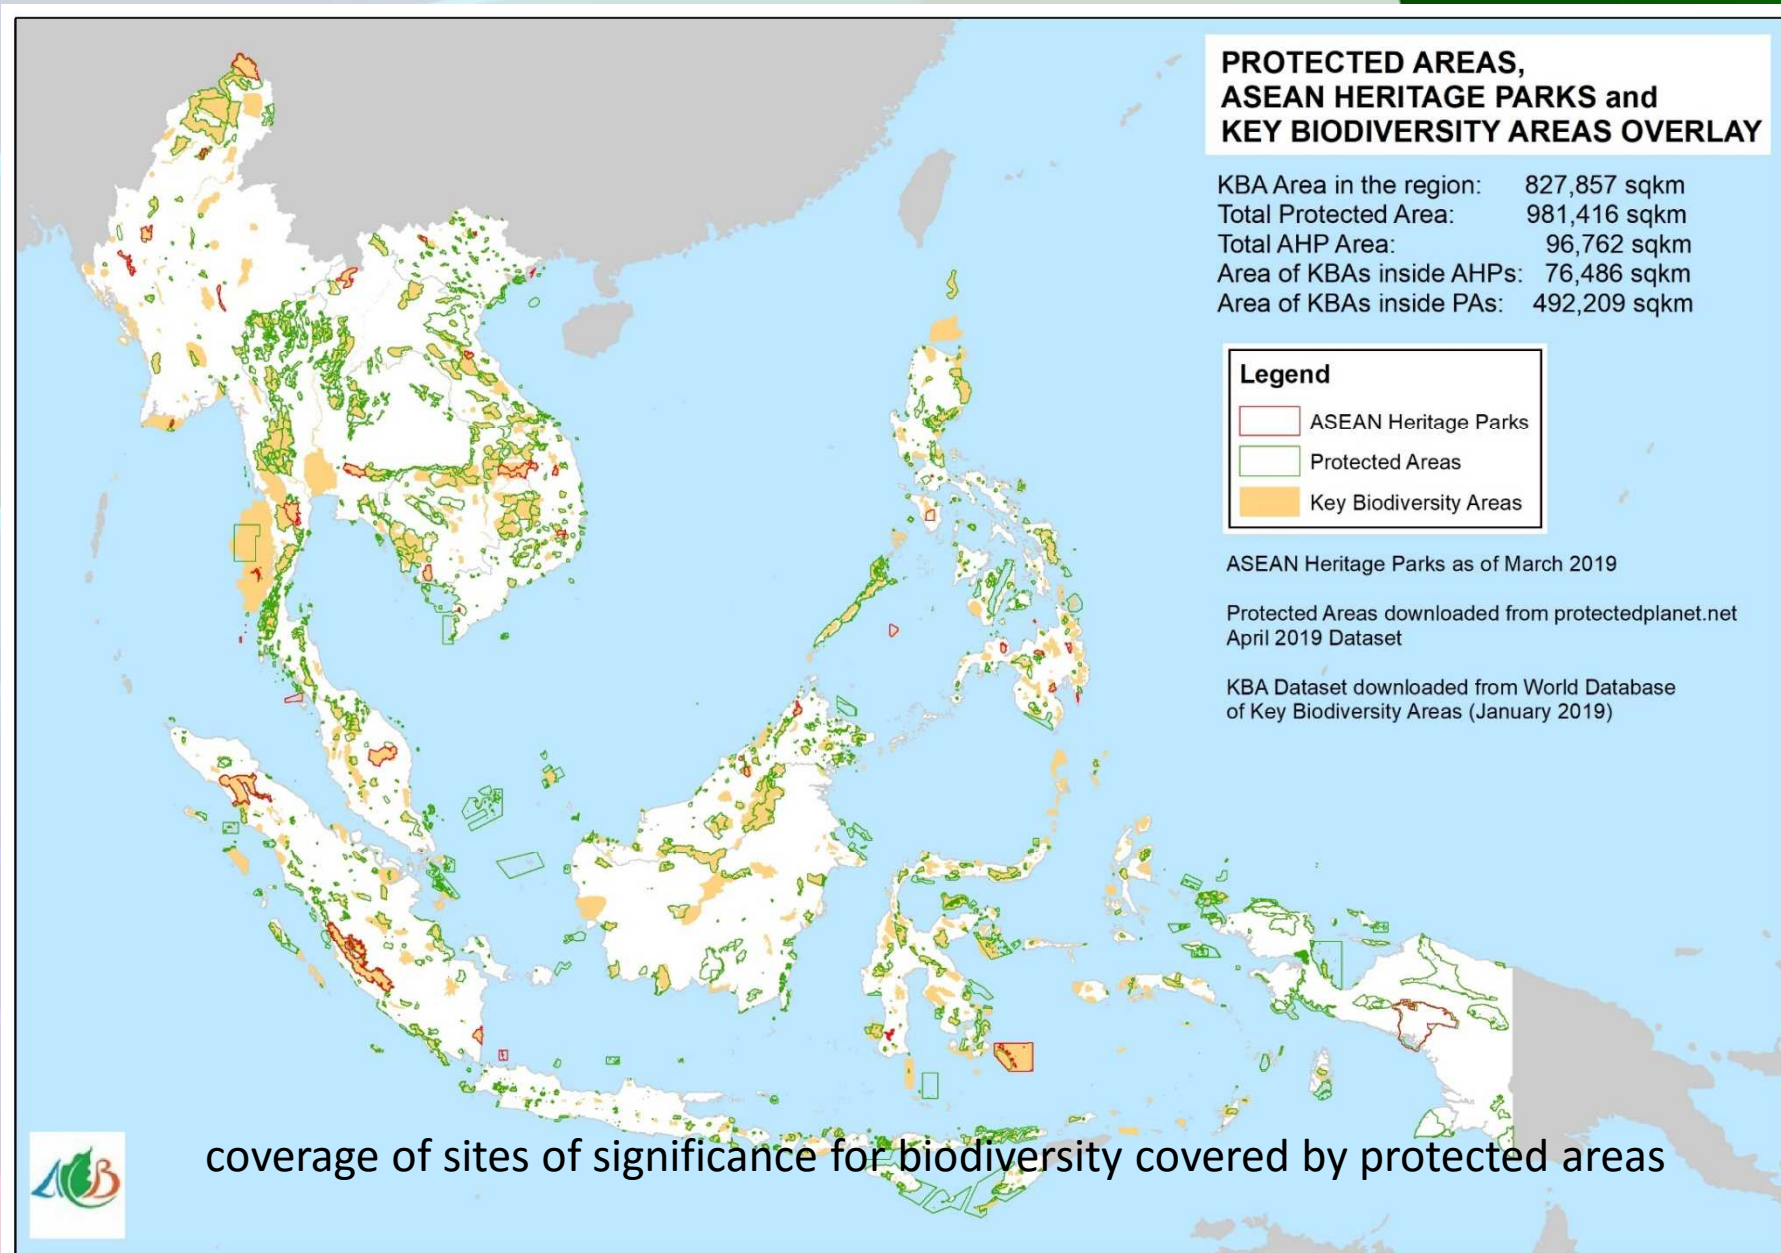 PROTECTED AREAS,
ASEAN HERITAGE PARKS and
KEY BIODIVERSITY AREAS OVERLAY
KBA Area in the region: 827,857 sqkm
Total Protected Area: 981,416 sqkm
Total AHP Area: 96,762 sqkm
Area of KBAs inside AHPs: 76,486 sqkm
Area of KBAs inside PAs: 492,209 sqkm
Legend
ASEAN Heritage Parks
Protected Areas
Key Biodiversity Areas
ASEAN Heritage Parks as of March 2019
Protected Areas downloaded from protectedplanet.net
April 2019 Dataset
KBA Dataset downloaded from World Database
of Key Biodiversity Areas (January 2019)
ACB
coverage of sites of significance for biodiversity covered by protected areas